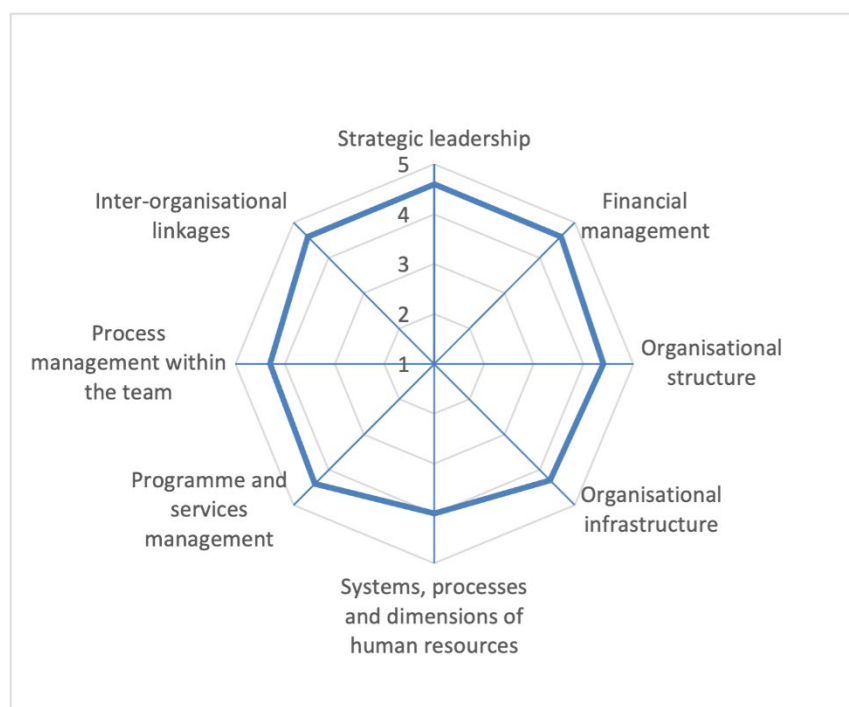 Strategic leadership
5
Inter-organisational
linkages
Financial
management
4
3
Process
management within
the team
2
1
Organisational
structure
Programme and
services
management
Organisational
infrastructure
Systems, processes
and dimensions of
human resources